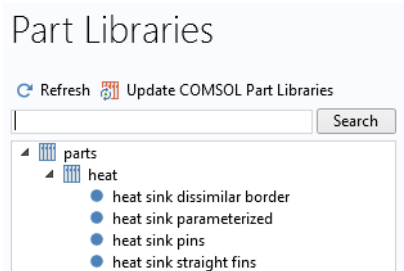 Part Libraries
Refresh Update COMSOL Part Libraries
Search
parts
heat
heat sink dissimilar border
heat sink parameterized
heat sink pins
heat sink straight fins